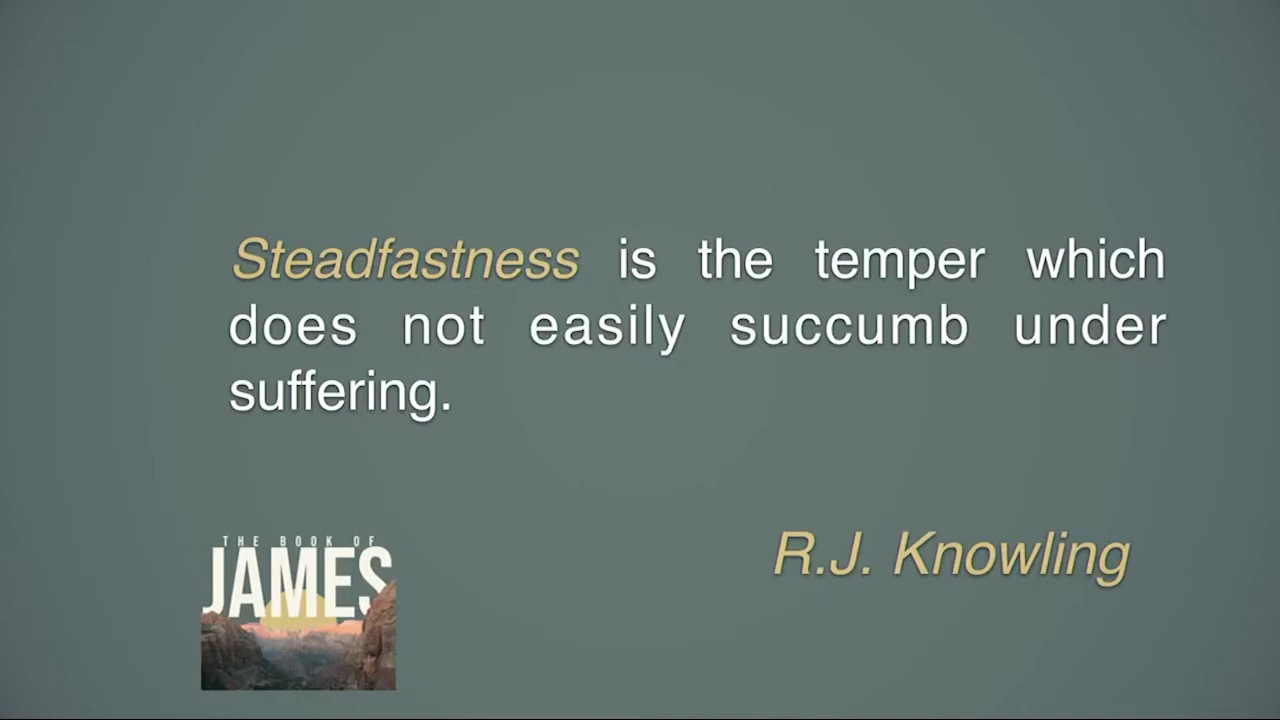 Steadfastness is the temper which
does not easily succumb under
suffering.
R.J. Knowling
THE BOOK OF
JAMES